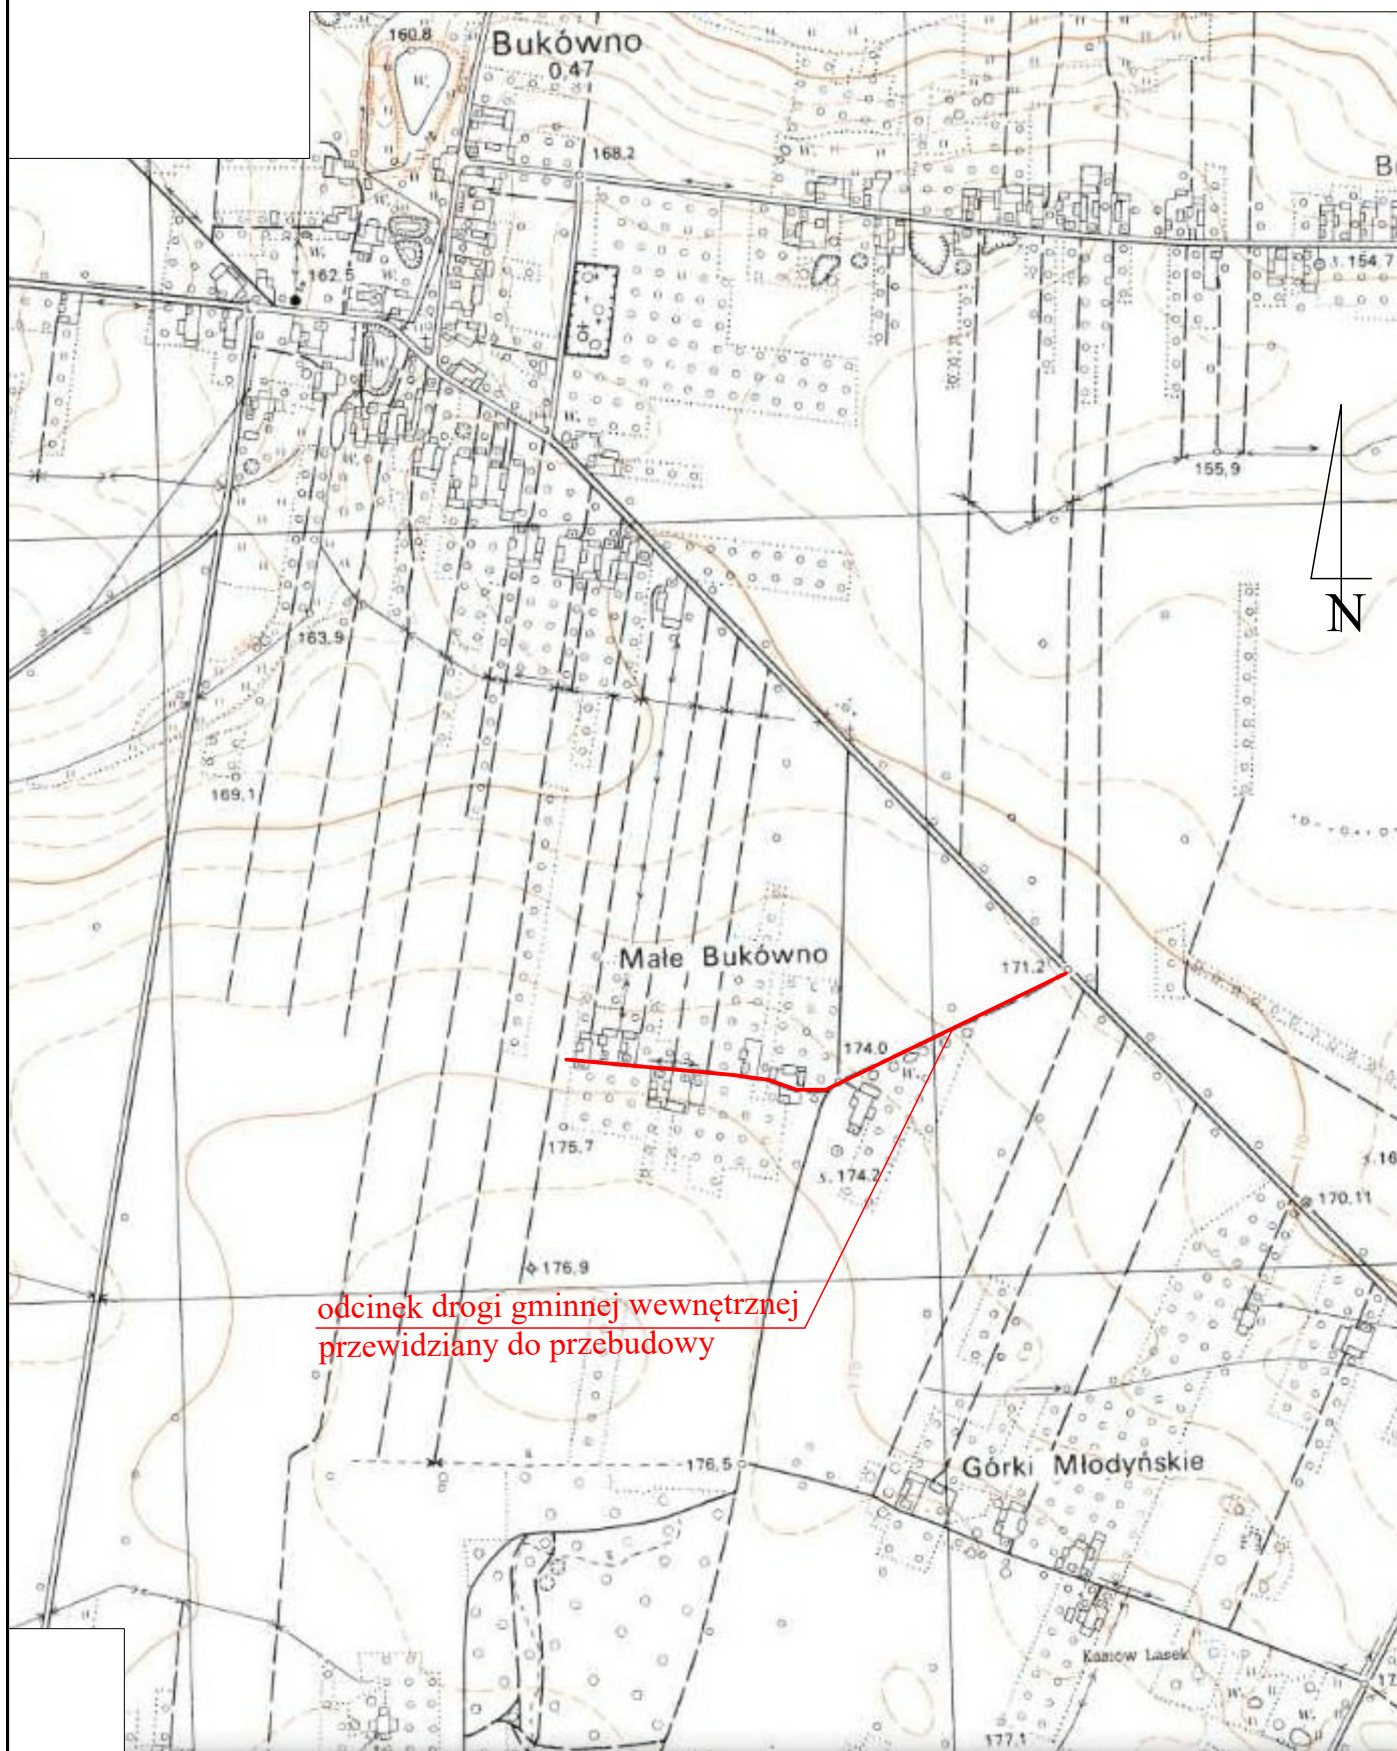 160.8
Bukówno
0,47
168,2
162.5
154.7
155,9
N
163,9
169,1
Małe Bukówno
171.2
174.0
175.7
174.2
170.11
176,9
odcinek drogi gminnej wewnętrznej
przewidziany do przebudowy
176,5
Górki Młodyńskie
Kasiów Lasek
177.1